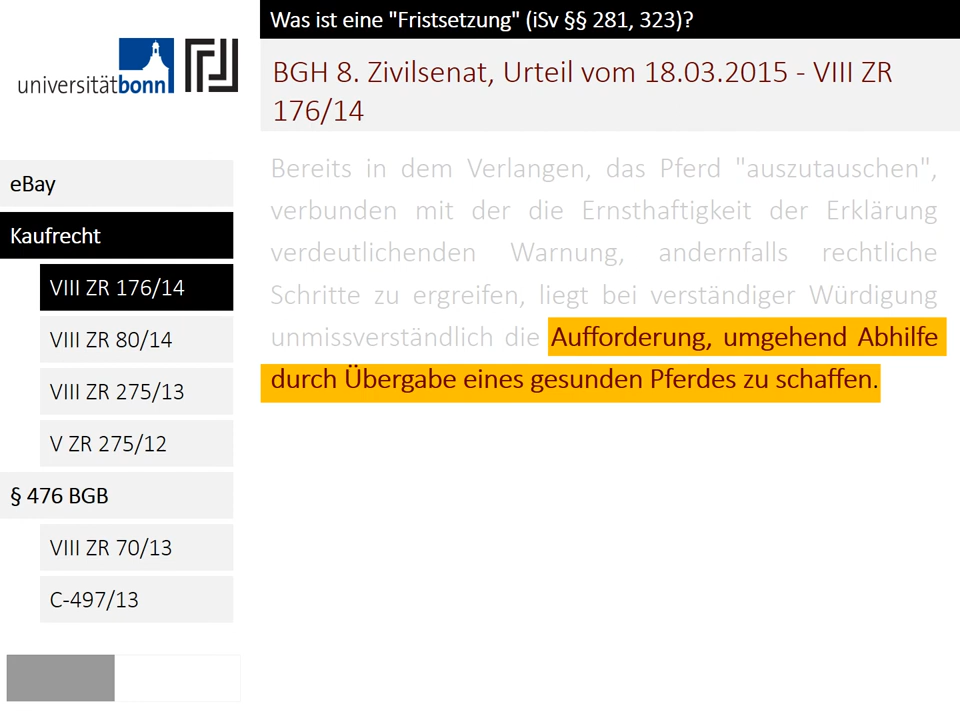 Was ist eine "Fristsetzung" (iSv §§ 281, 323)?
universitätbonn
BGH 8. Zivilsenat, Urteil vom 18.03.2015 - VIII ZR
176/14
eBay
Kaufrecht
VIII ZR 176/14
VIII ZR 80/14
VIII ZR 275/13
V ZR 275/12
§ 476 BGB
VIII ZR 70/13
C-497/13
Bereits in dem Verlangen, das Pferd "auszutauschen",
verbunden mit der die Ernsthaftigkeit der Erklärung
verdeutlichenden Warnung, andernfalls rechtliche
Schritte zu ergreifen, liegt bei verständiger Würdigung
unmissverständlich die Aufforderung, umgehend Abhilfe
durch Übergabe eines gesunden Pferdes zu schaffen.